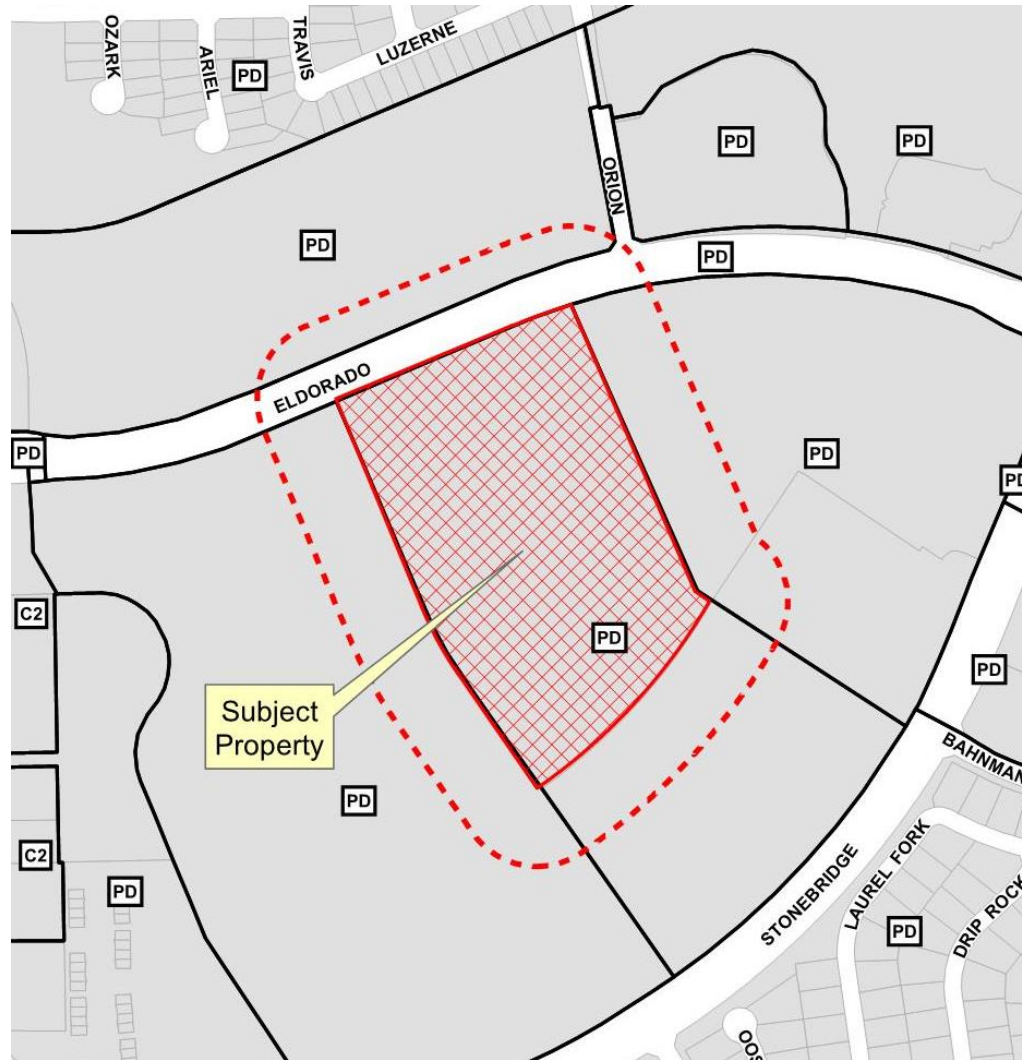 OZARK
ARIEL
TRAVIS
LUZERNE
PD
ORION
PD
PD
PD
PD
ELDORADO
PD
PD
PD
C2
PD
PD
Subject
Property
BAHNMAN
PD
C2
PD
LAUREL FORK
STONEBRIDGE
DRIP ROCK
PD